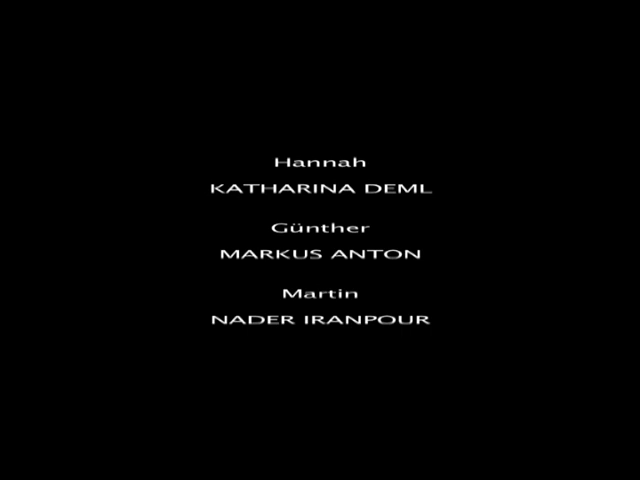 Hannah
KATHARINA DEML
Günther
MARKUS ANTON
Martin
NADER IRANPOUR